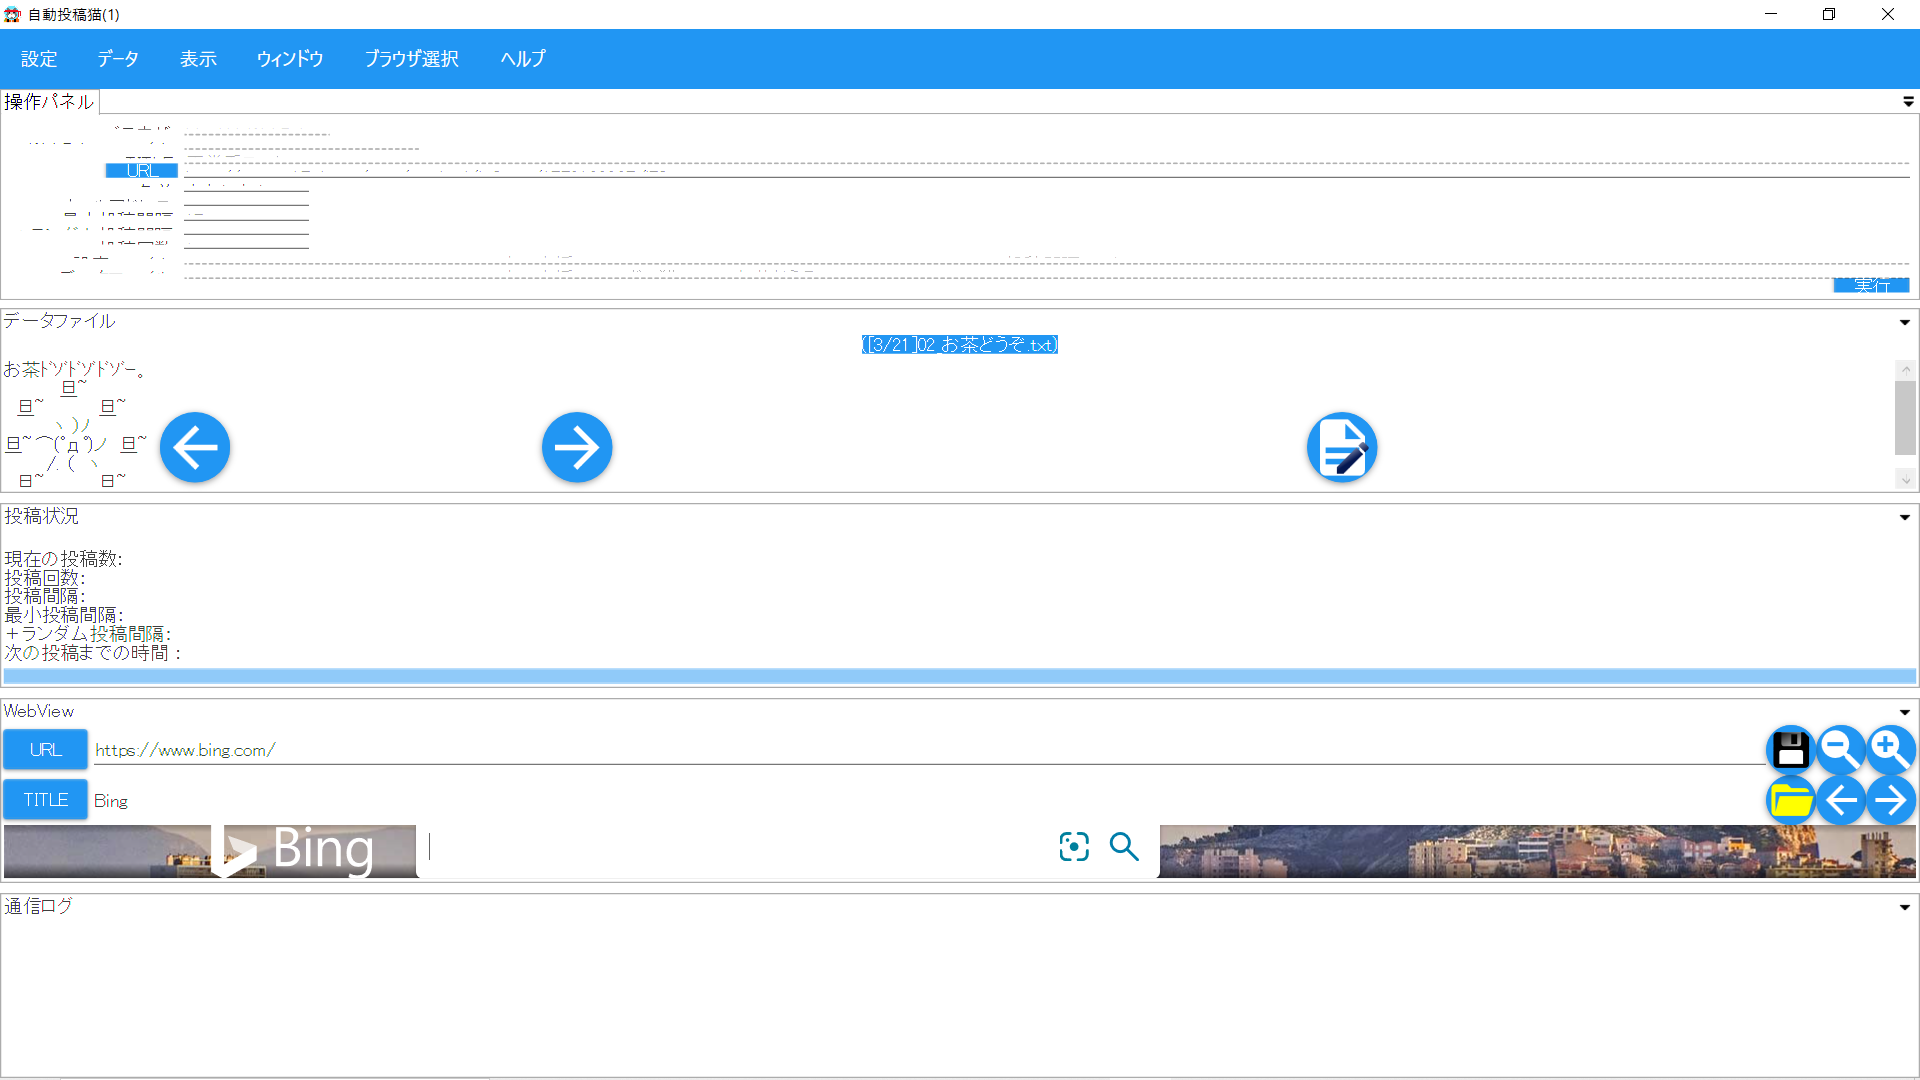 自動投稿猫(1)
設定 データ 表示 ウィンドウ ブラウザ選択 ヘルプ
操作パネル
URL
実行
データファイル
([3/21]02_お茶どうぞ.txt)
お茶ﾄﾞｿﾞﾄﾞｿﾞﾄﾞｿﾞｰ。
旦~
旦~ 旦~
ヽ )ﾉ
旦~ ⌒(ﾟдﾟ)ノ 旦~
/. ( ヽ
旦~ 旦~
投稿状況
現在の投稿数:
投稿回数:
投稿間隔:
最小投稿間隔:
＋ランダム投稿間隔:
次の投稿までの時間 :
WebView
URL https://www.bing.com/
TITLE Bing
Bing
通信ログ